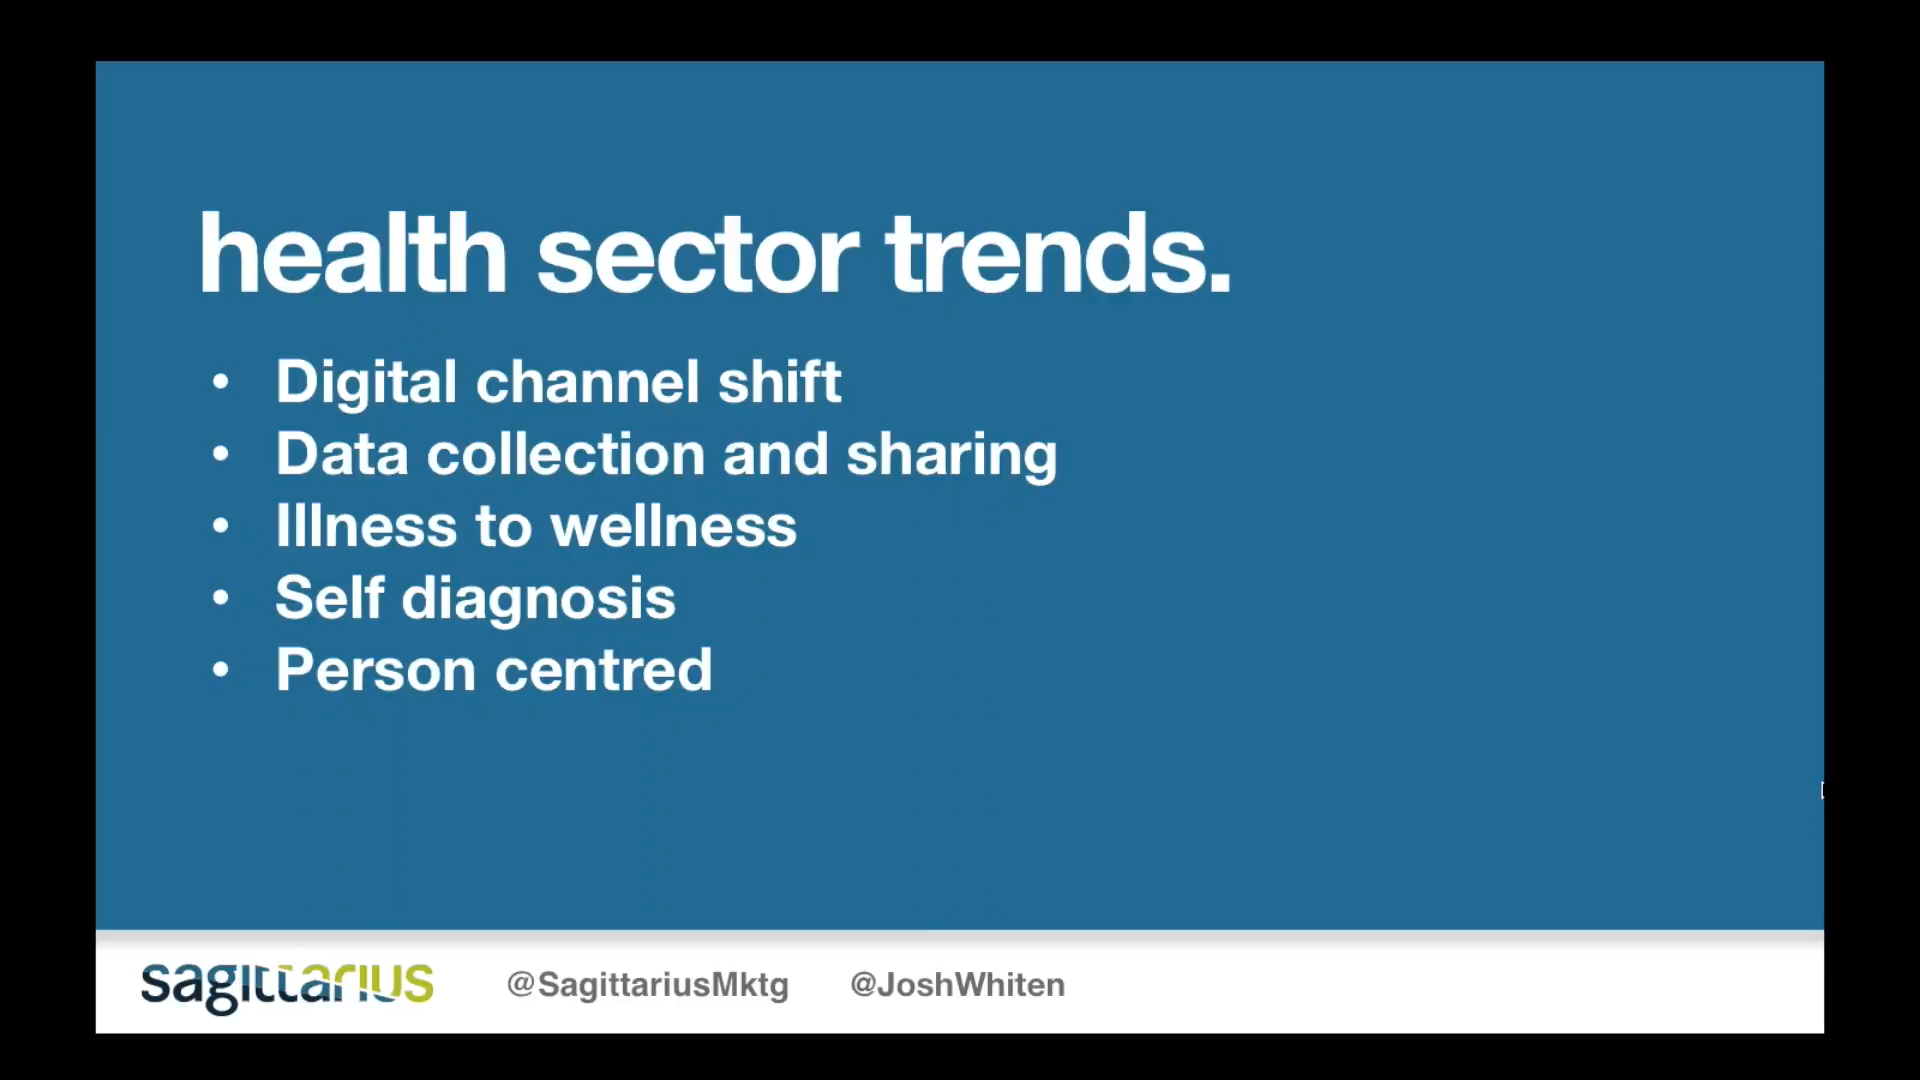 health sector trends.
• Digital channel shift
• Data collection and sharing
• Illness to wellness
• Self diagnosis
• Person centred
sagittarius @SagittariusMktg @JoshWhiten